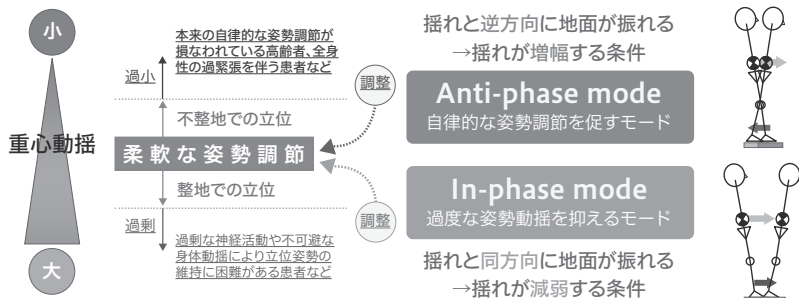 小
重心動揺
大
本来の自律的な姿勢調節が
損なわれている高齢者、全身
性の過緊張を伴う患者など
過小
調整
不整地での立位
柔軟な姿勢調節
整地での立位
過剰
調整
過剰な神経活動や不可避な
身体動揺により立位姿勢の
維持に困難がある患者など
揺れと逆方向に地面が振れる
→揺れが増幅する条件
Anti-phase mode
自律的な姿勢調節を促すモード
In-phase mode
過度な姿勢動揺を抑えるモード
揺れと同方向に地面が振れる
→揺れが減弱する条件